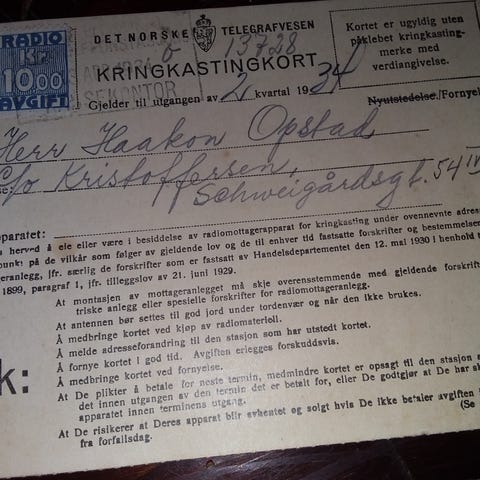 RADIO
Kr.
10.00
AVGIFT
DET NORSKE TELEGRAFVESEN
6 13728
KRINGKASTINGKORT
Gjelder til utgangen av 2 kvartal 1934
Kortet er ugyldig uten
påklebet kringkasting-
merke med
verdiangivelse.
Nyutstedelse./Fornyel
Herr Haakon Opstad
c/o Kristoffersen,
Schweigårdsgt. 54 IV
pparatet:
herved å eie eller være i besiddelse av radiomottagerapparat for kringkasting under ovennevnte adres
punkt på de vilkår som følger av gjeldende lov og de til enhver tid fastsatte forskrifter og bestemmelser
geranlegg, jfr. særlig de forskrifter som er fastsatt av Handelsdepartementet den 12. mai 1930 i henhold t
1899, paragraf 1, jfr. tilleggslov av 21. juni 1929.
k:
At montasjen av mottageranlegget må skje overensstemmende med gjeldende forskrif
triske anlegg eller spesielle forskrifter for radiomottageranlegg.
At antennen bør settes til god jord under tordenvær og når den ikke brukes.
Å medbringe kortet ved kjøp av radiomateriell.
Å melde adresseforandring til den stasjon som har utstedt kortet.
Å fornye kortet i god tid. Avgiften erlegges forskuddsvis.
Å medbringe kortet ved fornyelse.
At De plikter å betale for neste termin, medmindre kortet er opsagt til den stasjon
det innen utgangen av den termin det er betalt for, eller De godtgjør at De har sk
apparatet innen terminens utgang.
At De risikerer at Deres apparat blir avhentet og solgt hvis De ikke betaler avgiften
fra forfallsdag.
(Se